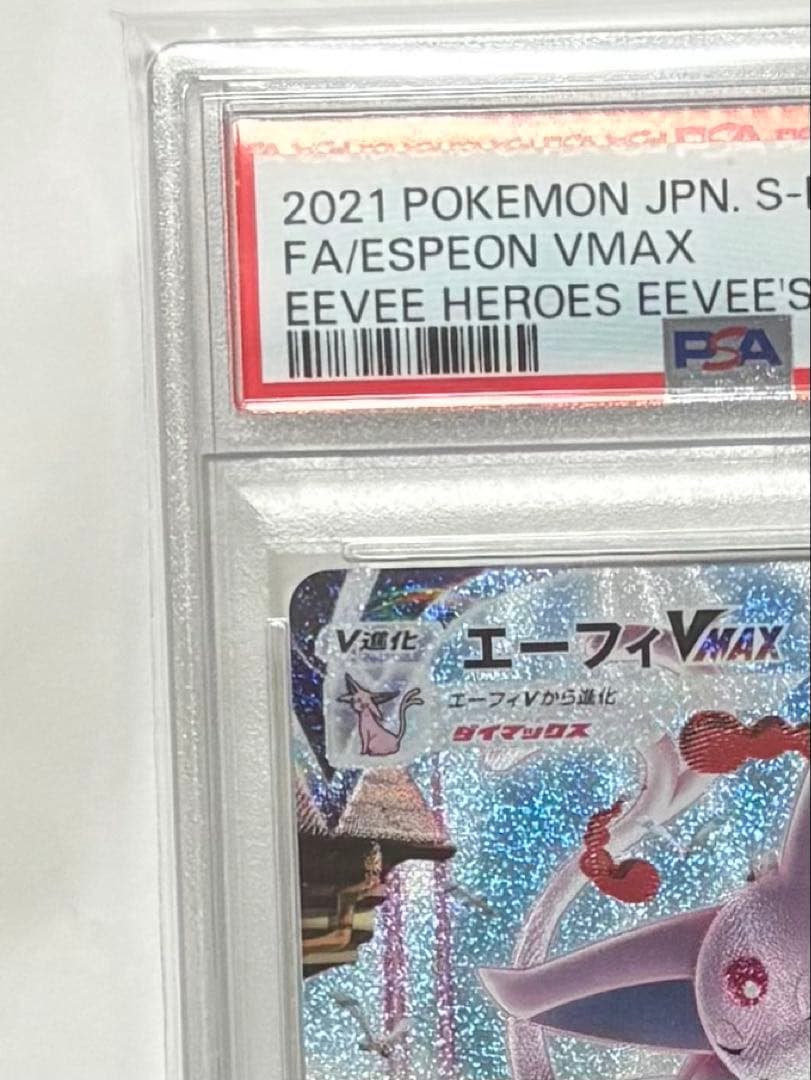 2021 POKEMON JPN. S-
FA/ESPEON VMAX
EEVEE HEROES EEVEE'S
PSA
V進化
エーフィVMAX
エーフィVから進化
ダイマックス